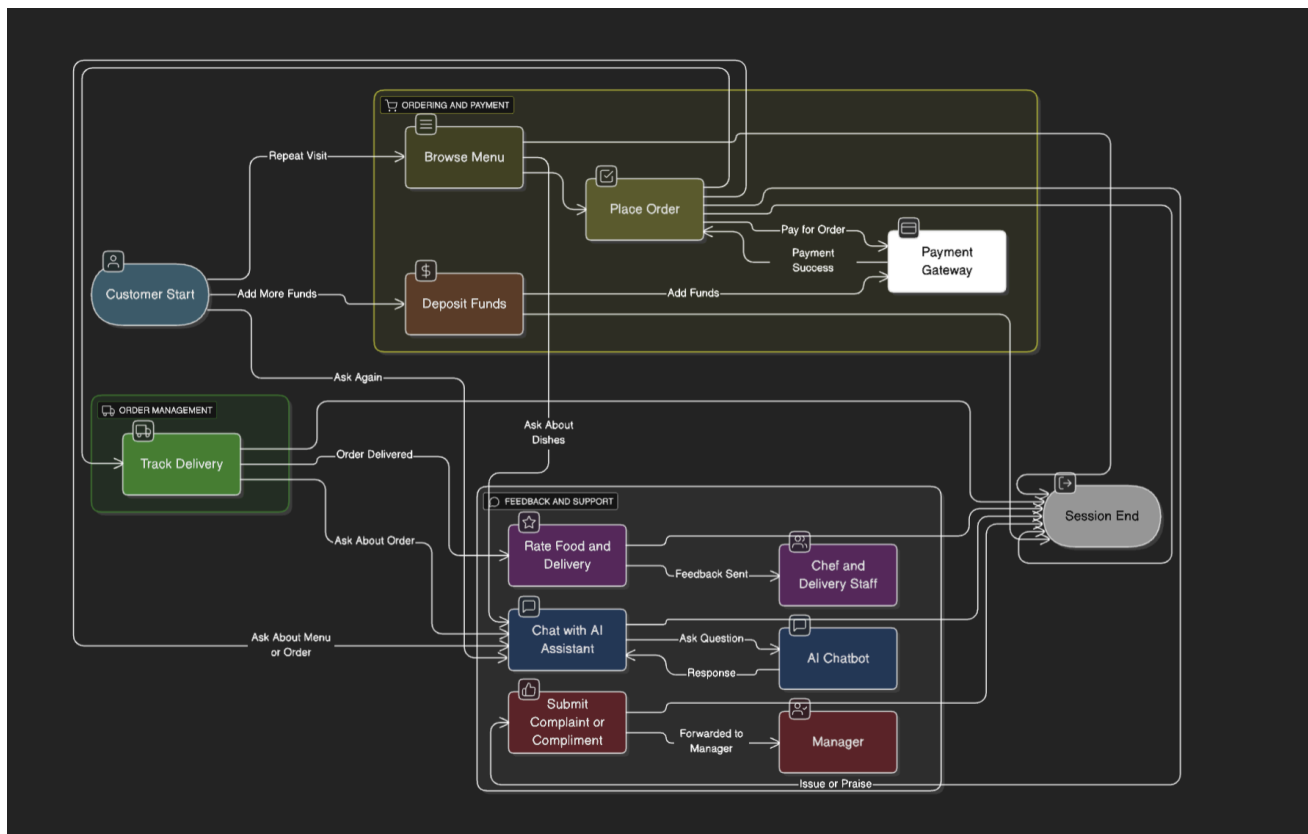 ORDERING AND PAYMENT
Repeat Visit
Browse Menu
Place Order
Pay for Order
Payment
Success
Payment
Gateway
Customer Start
Add More Funds
Deposit Funds
Add Funds
Ask Again
ORDER MANAGEMENT
Track Delivery
Order Delivered
Ask About
Dishes
Ask About Order
FEEDBACK AND SUPPORT
Rate Food and
Delivery
Feedback Sent
Chef and
Delivery Staff
Session End
Ask About Menu
or Order
Chat with AI
Assistant
Ask Question
Response
AI Chatbot
Submit
Complaint or
Compliment
Forwarded to
Manager
Manager
Issue or Praise